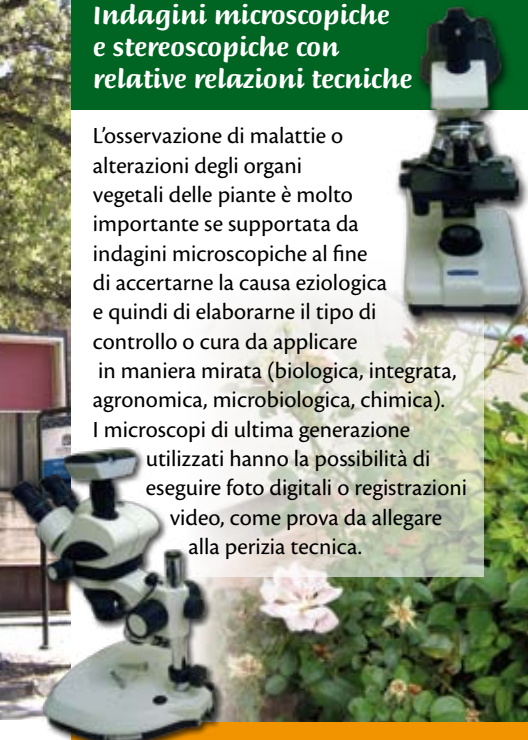 Indagini microscopiche
e stereoscopiche con
relative relazioni tecniche
L'osservazione di malattie o
alterazioni degli organi
vegetali delle piante è molto
importante se supportata da
indagini microscopiche al fine
di accertarne la causa eziologica
e quindi di elaborarne il tipo di
controllo o cura da applicare
in maniera mirata (biologica, integrata,
agronomica, microbiologica, chimica).
I microscopi di ultima generazione
utilizzati hanno la possibilità di
eseguire foto digitali o registrazioni
video, come prova da allegare
alla perizia tecnica.